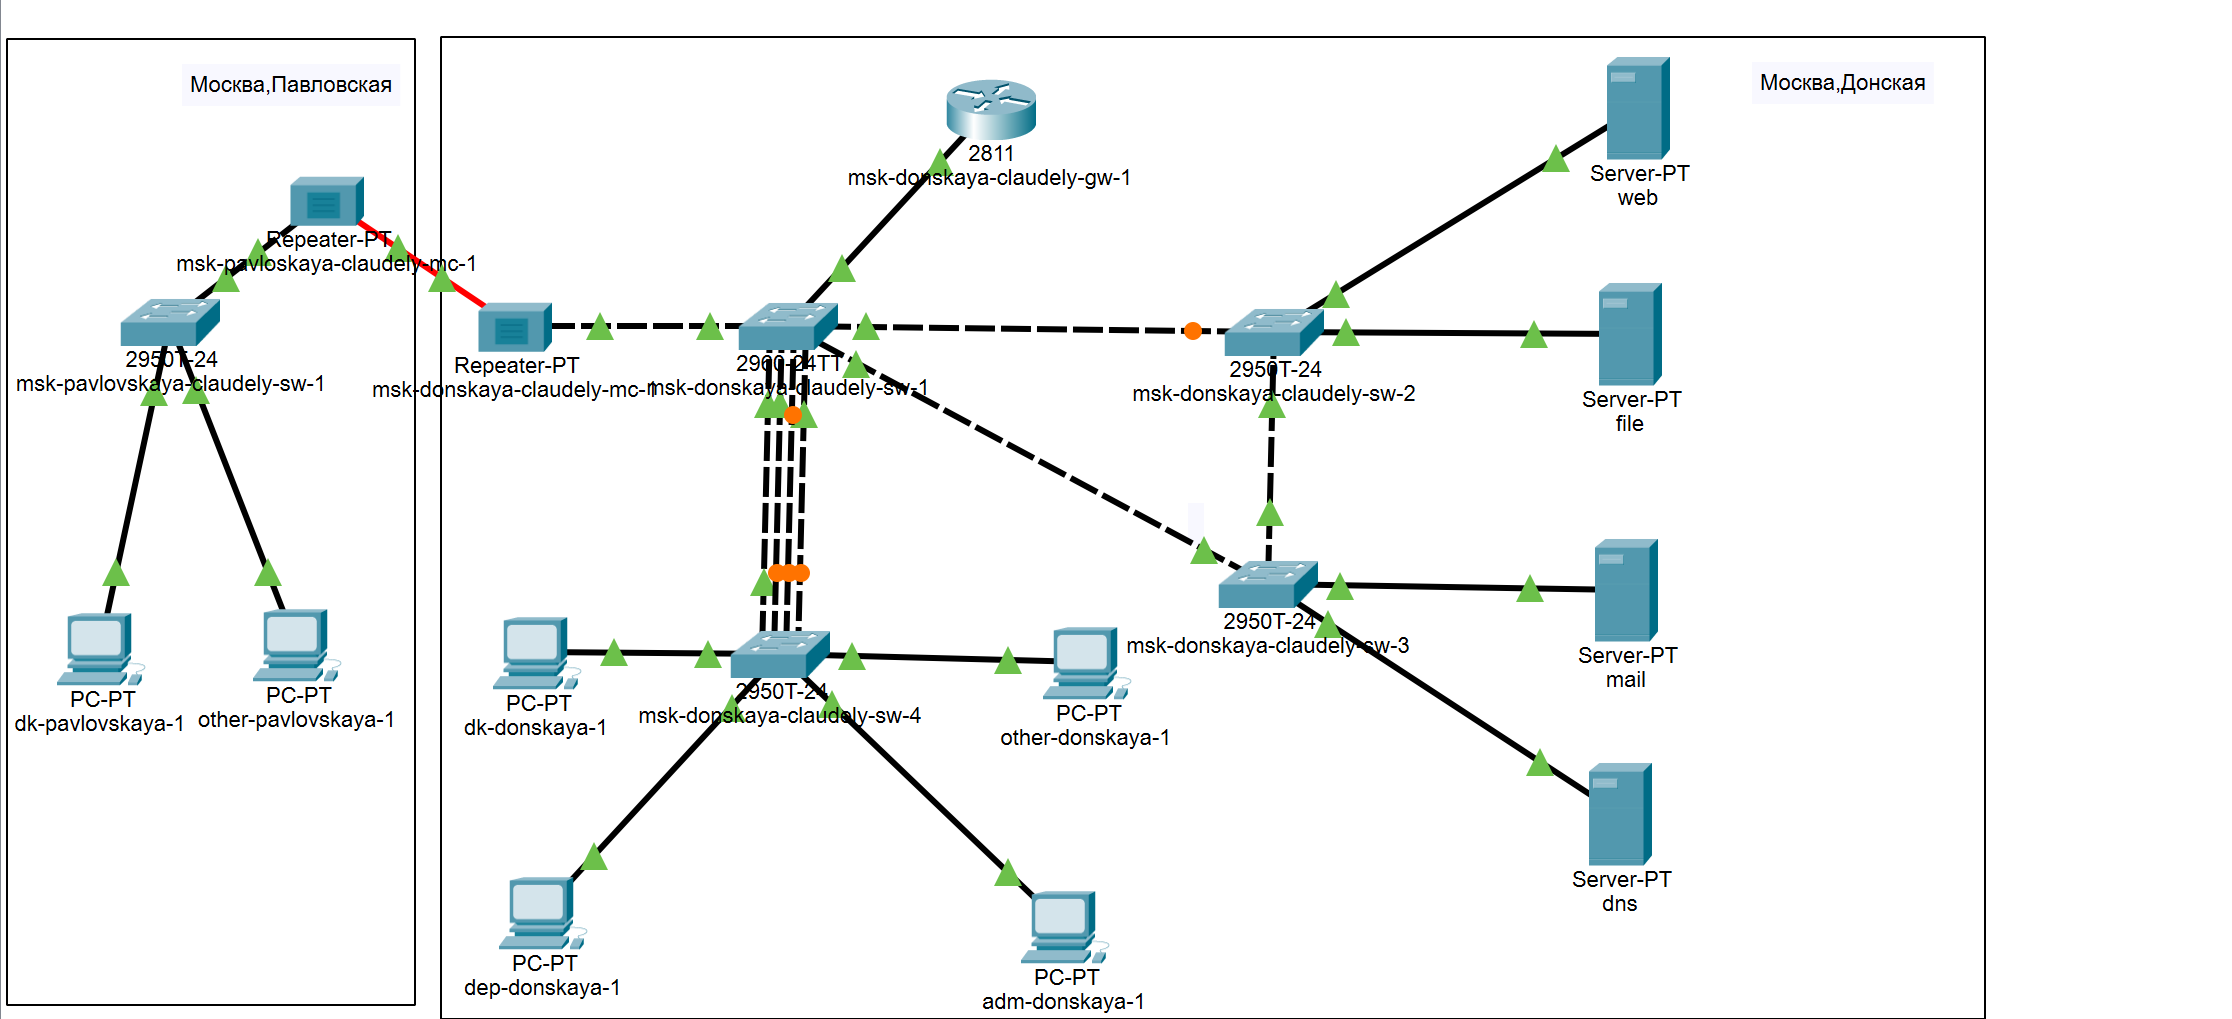 Москва,Павловская
Москва,Донская
2811
msk-donskaya-claudely-gw-1
Server-PT
web
Repeater-PT
msk-pavloskaya-claudely-mc-1
2950T-24
msk-pavlovskaya-claudely-sw-1
Repeater-PT
msk-donskaya-claudely-mc-1
2960-24TT
msk-donskaya-claudely-sw-1
2950T-24
msk-donskaya-claudely-sw-2
Server-PT
file
2950T-24
msk-donskaya-claudely-sw-3
Server-PT
mail
PC-PT
dk-pavlovskaya-1
PC-PT
other-pavlovskaya-1
PC-PT
dk-donskaya-1
2950T-24
msk-donskaya-claudely-sw-4
PC-PT
other-donskaya-1
Server-PT
dns
PC-PT
dep-donskaya-1
PC-PT
adm-donskaya-1